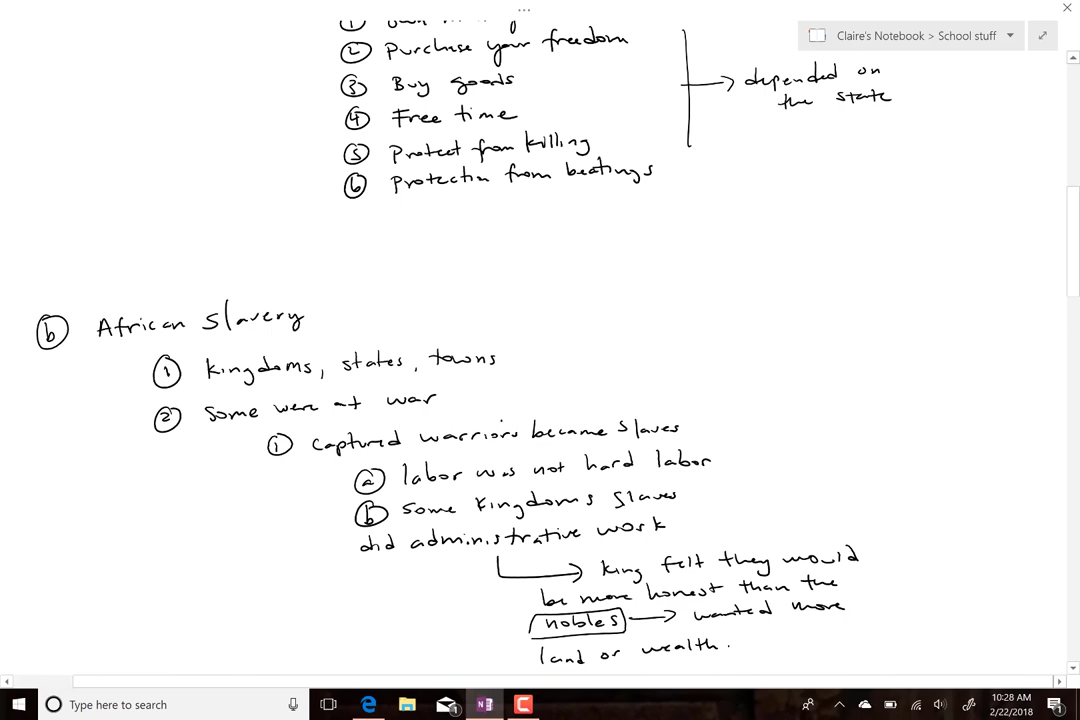 ①
② Purchase your freedom
③ Buy goods
④ Free time
⑤ Protect from killing
⑥ Protection from beatings
depended on
the state
Claire's Notebook > School stuff
ⓑ African Slavery
① kingdoms, states, towns
② Some were at war
ⓘ captured warriors became slaves
ⓐ labor was not hard labor
ⓑ some kingdoms slaves
did administrative work
king felt they would
be more honest than the
nobles → wanted more
land or wealth.
Type here to search
10:28 AM
2/22/2018